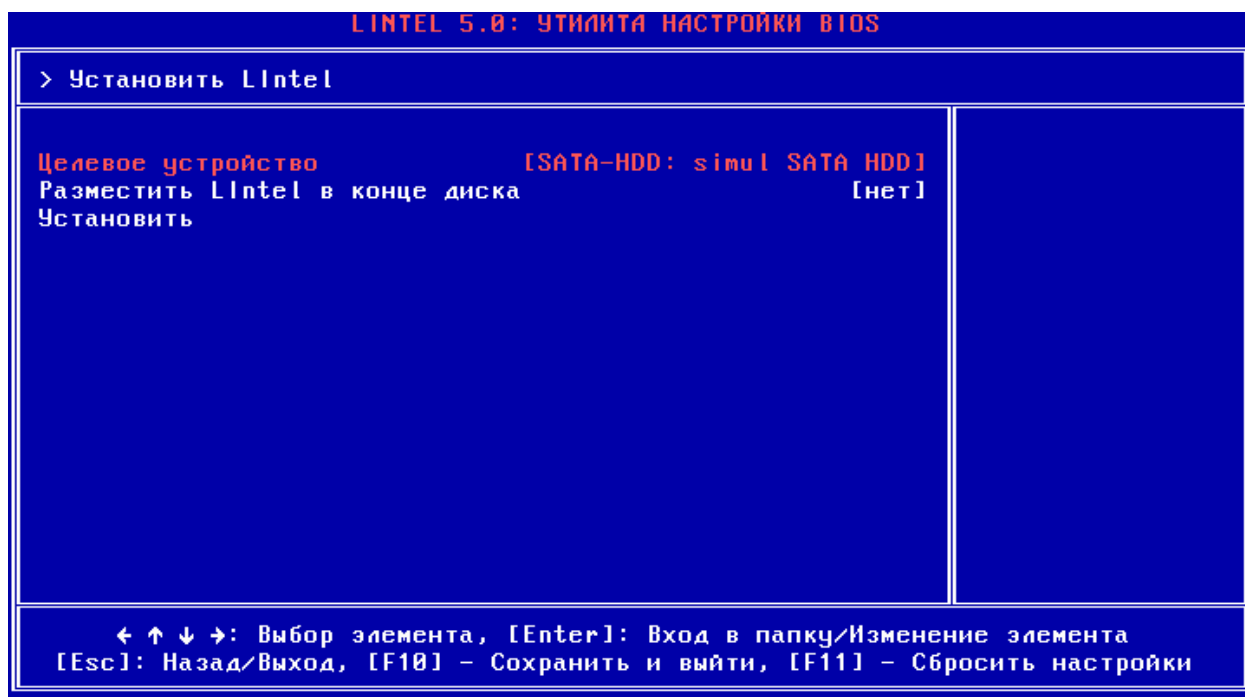 LINTEL 5.0: УТИЛИТА НАСТРОЙКИ BIOS
> Установить LIntel
Целевое устройство [SATA-HDD: simul SATA HDD]
Разместить LIntel в конце диска [нет]
Установить
← ↑ ↓ →: Выбор элемента, [Enter]: Вход в папку/Изменение элемента
[Esc]: Назад/Выход, [F10] - Сохранить и выйти, [F11] - Сбросить настройки